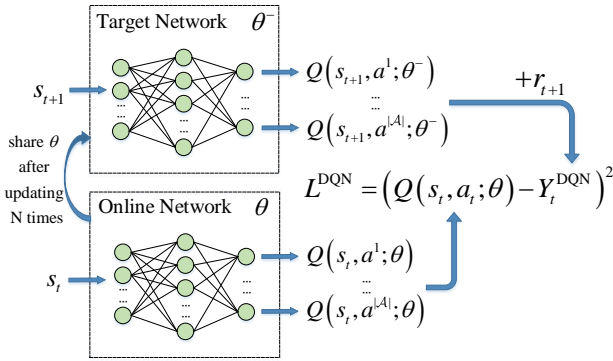 Target Network θ⁻
s_{t+1}
...
...
...
Q(s_{t+1}, a^1; θ⁻)
...
Q(s_{t+1}, a^{|𝒜|}; θ⁻)
+r_{t+1}
share θ
after
updating
N times
L^{DQN} = (Q(s_t, a_t; θ) − Y_t^{DQN})^2
Online Network θ
s_t
...
...
...
Q(s_t, a^1; θ)
...
Q(s_t, a^{|𝒜|}; θ)